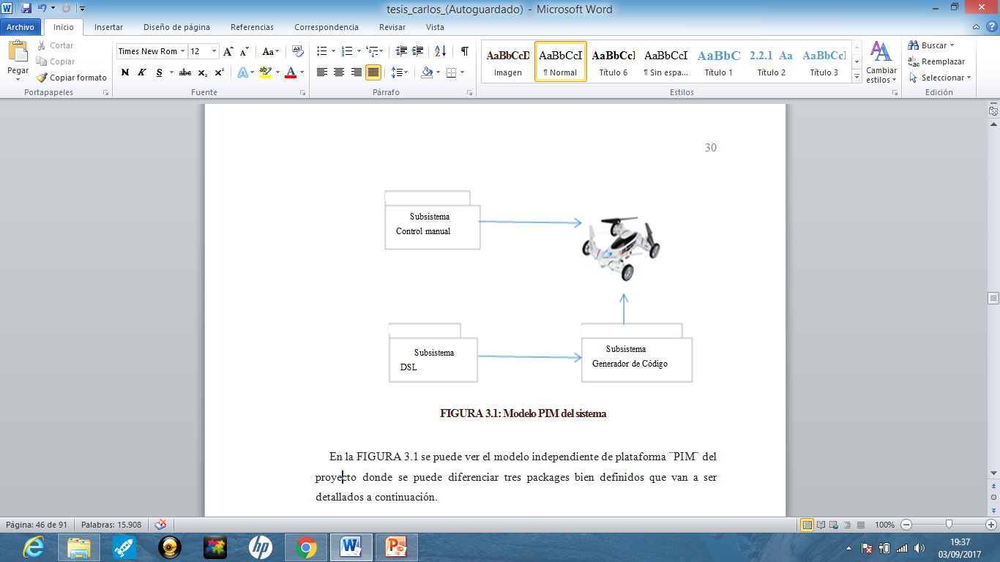 tesis_carlos_(Autoguardado) - Microsoft Word
Archivo Inicio Insertar Diseño de página Referencias Correspondencia Revisar Vista
Pegar
Cortar
Copiar
Copiar formato
Portapapeles
Times New Rom 12
N K S abc x₂ x²
Fuente
Párrafo
AaBbCcD AaBbCcI AaBbCcI AaBbCcI AaBbC 2.2.1 Aa AaBbCcI
Imagen ¶ Normal Título 6 ¶ Sin espa... Título 1 Título 2 Título 3
Estilos
Cambiar
estilos
Buscar
Reemplazar
Seleccionar
Edición
30
Subsistema
Control manual
Subsistema
DSL
Subsistema
Generador de Código
FIGURA 3.1: Modelo PIM del sistema
En la FIGURA 3.1 se puede ver el modelo independiente de plataforma ¨PIM¨ del
proyecto donde se puede diferenciar tres packages bien definidos que van a ser
detallados a continuación.
Página: 46 de 91 Palabras: 15.908 100%
19:37
03/09/2017